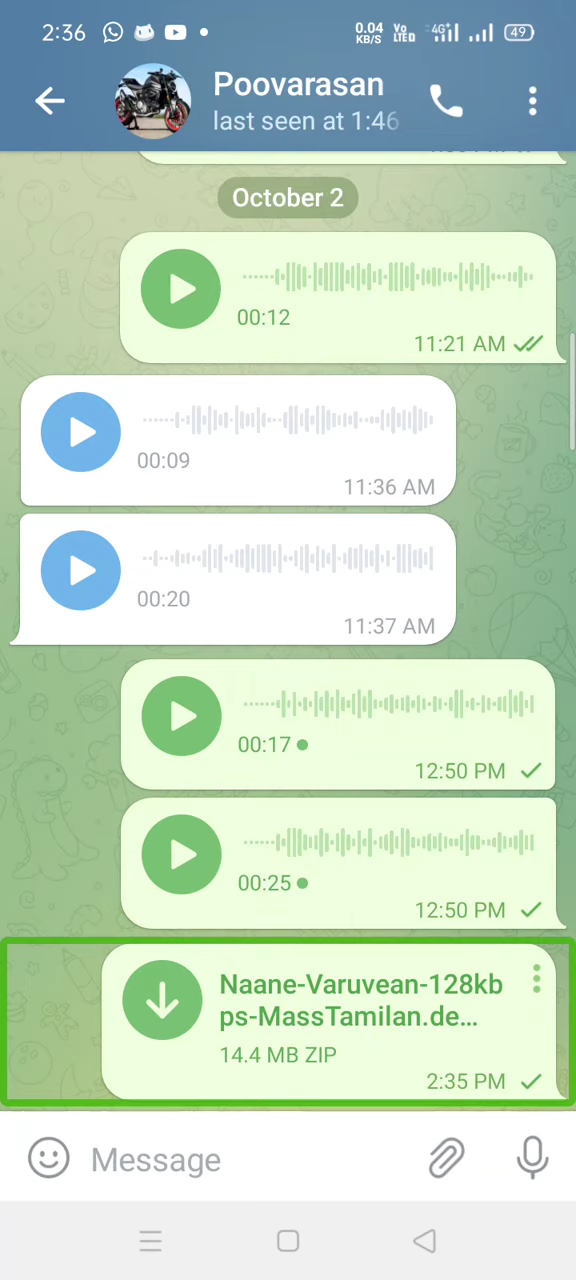 2:36
0.04 KB/S
Vo LTED
4G+
49
Poovarasan
last seen at 1:46
October 2
00:12
11:21 AM
00:09
11:36 AM
00:20
11:37 AM
00:17
12:50 PM
00:25
12:50 PM
Naane-Varuvean-128kb
ps-MassTamilan.de...
14.4 MB ZIP
2:35 PM
Message